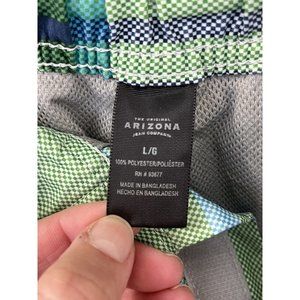 THE ORIGINAL
ARIZONA
JEAN COMPANY
L/G
100% POLYESTER/POLIÉSTER
RN # 93677
MADE IN BANGLADESH
HECHO EN BANGLADESH